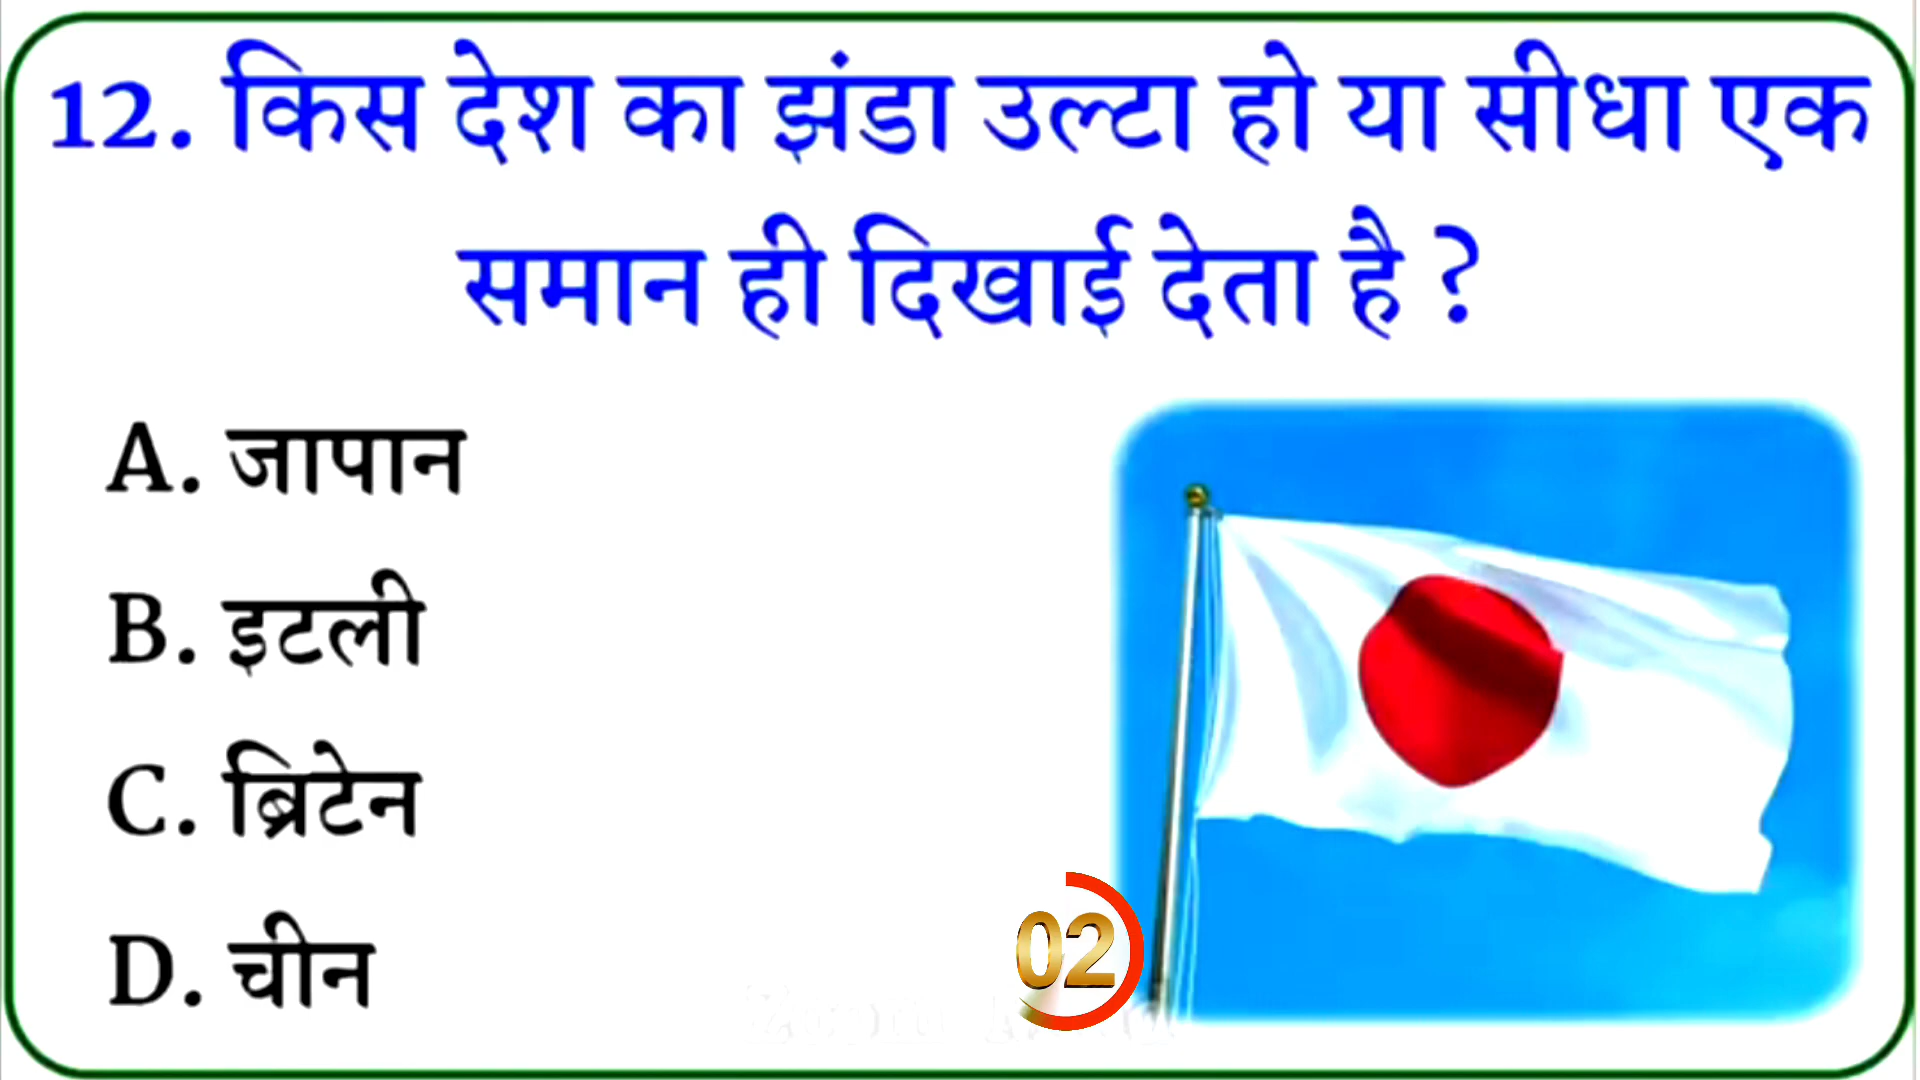 12. किस देश का झंडा उल्टा हो या सीधा एक
समान ही दिखाई देता है ?
A. जापान
B. इटली
C. ब्रिटेन
D. चीन
02